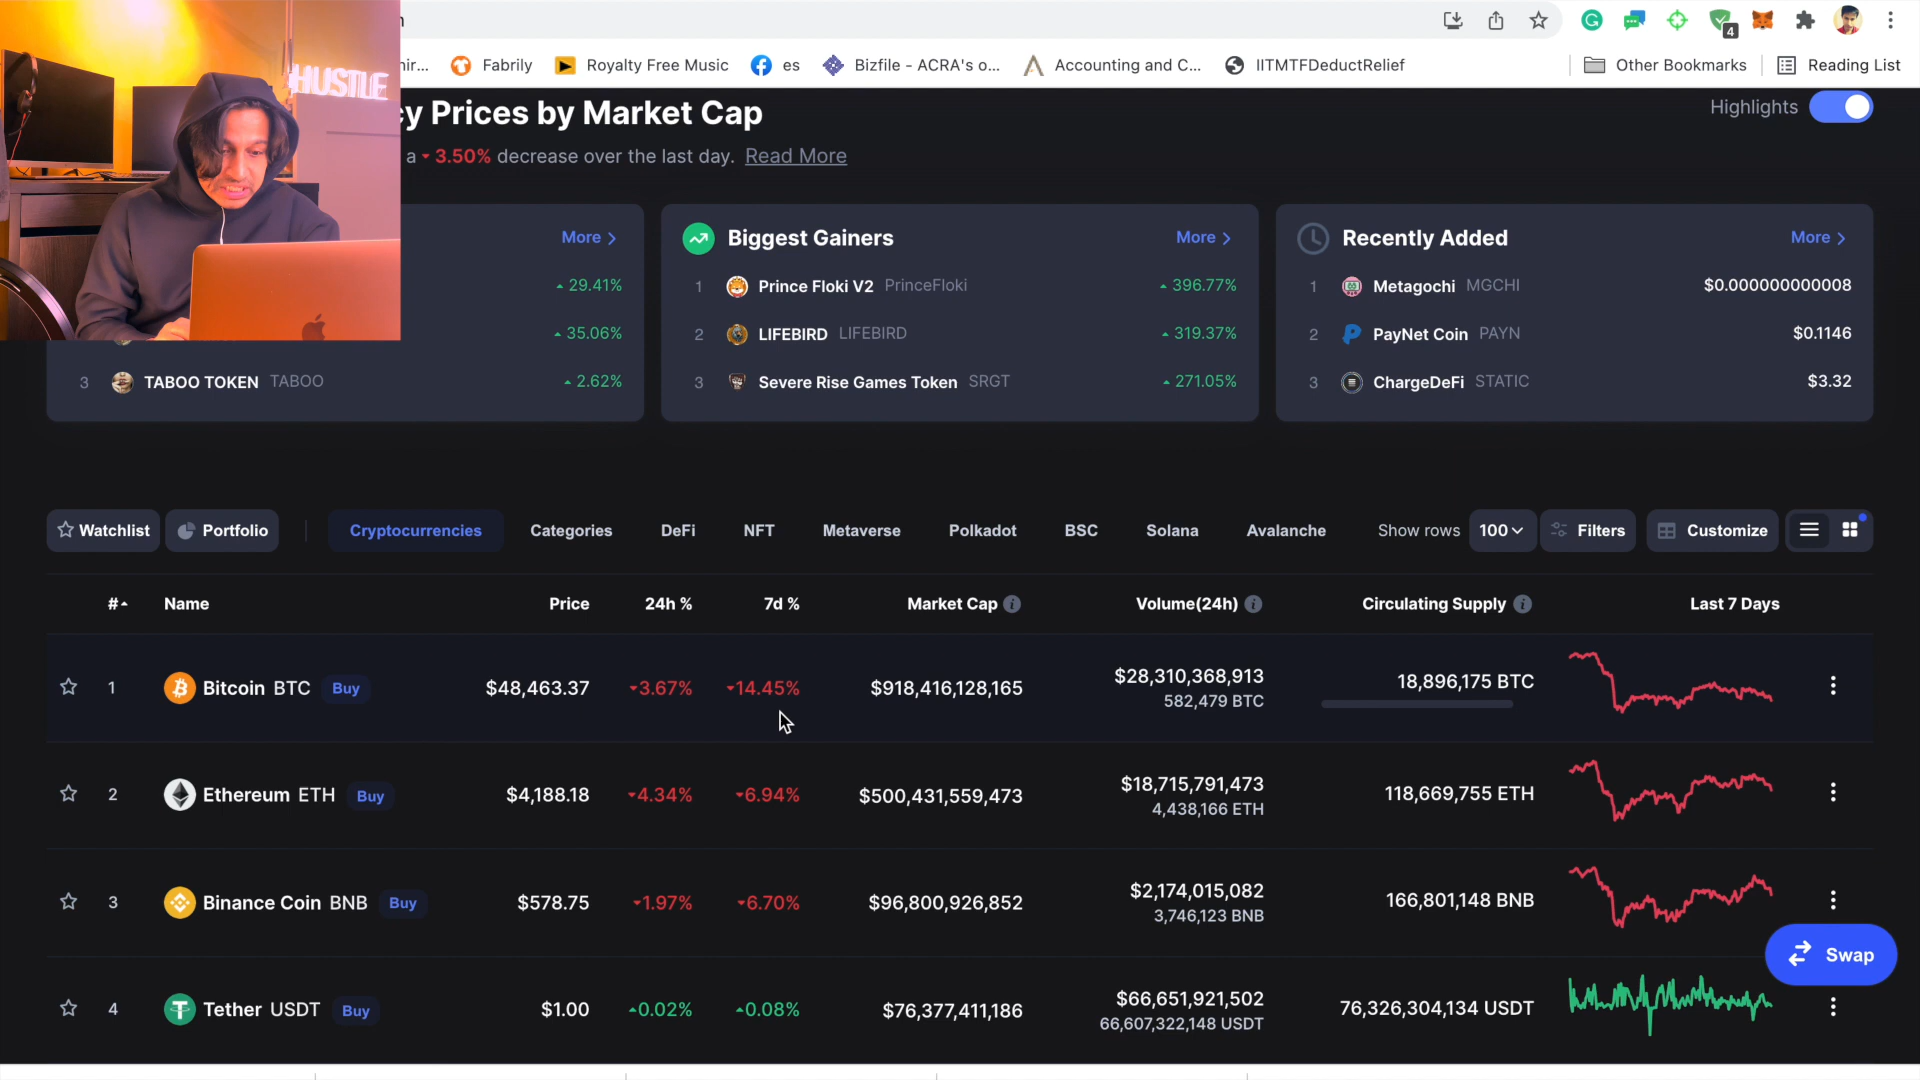 HUSTLE
4
Fabrily
Royalty Free Music
es
Bizfile - ACRA's o...
Accounting and C...
IITMTFDeductRelief
Other Bookmarks
Reading List
cy Prices by Market Cap
Highlights
a 3.50% decrease over the last day. Read More
More
29.41%
35.06%
3 TABOO TOKEN TABOO 2.62%
Biggest Gainers More
1 Prince Floki V2 PrinceFloki 396.77%
2 LIFEBIRD LIFEBIRD 319.37%
3 Severe Rise Games Token SRGT 271.05%
Recently Added More
1 Metagochi MGCHI $0.000000000008
2 PayNet Coin PAYN $0.1146
3 ChargeDeFi STATIC $3.32
Watchlist Portfolio Cryptocurrencies Categories DeFi NFT Metaverse Polkadot BSC Solana Avalanche Show rows 100 Filters Customize
# Name Price 24h % 7d % Market Cap Volume(24h) Circulating Supply Last 7 Days
1 Bitcoin BTC Buy $48,463.37 3.67% 14.45% $918,416,128,165 $28,310,368,913 18,896,175 BTC
582,479 BTC
2 Ethereum ETH Buy $4,188.18 4.34% 6.94% $500,431,559,473 $18,715,791,473 118,669,755 ETH
4,438,166 ETH
3 Binance Coin BNB Buy $578.75 1.97% 6.70% $96,800,926,852 $2,174,015,082 166,801,148 BNB
3,746,123 BNB
Swap
4 Tether USDT Buy $1.00 0.02% 0.08% $76,377,411,186 $66,651,921,502 76,326,304,134 USDT
66,607,322,148 USDT